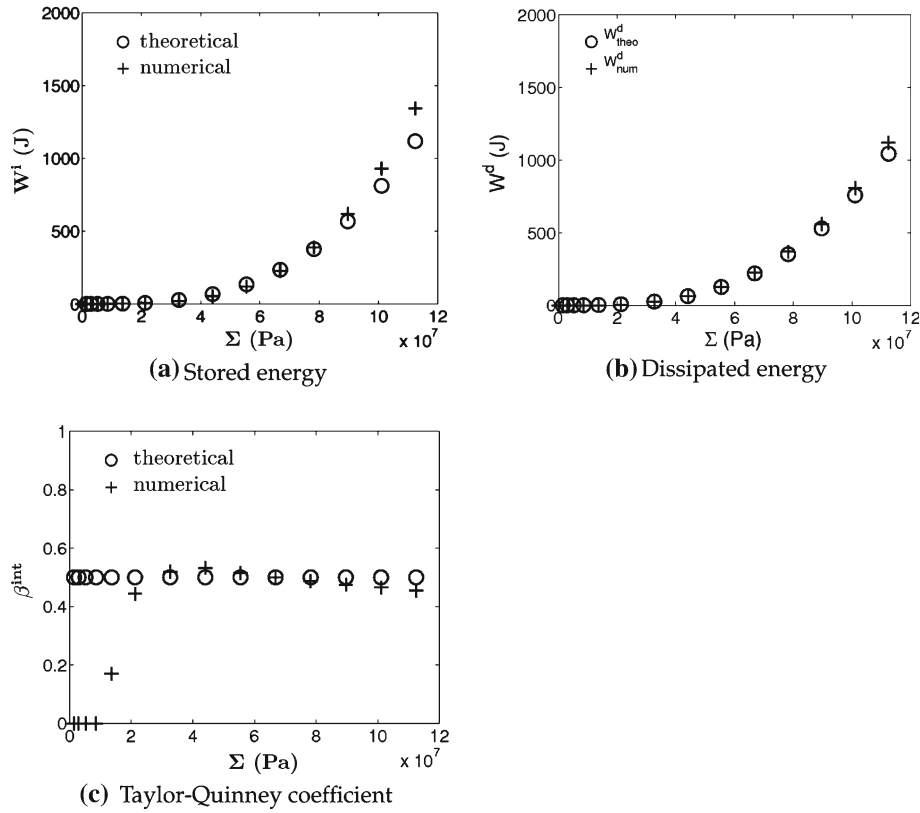 2000
1500
1000
500
0
W^i (J)
theoretical
numerical
0 2 4 6 8 10 12
Σ (Pa)
x 10^7
(a) Stored energy
2000
1500
1000
500
0
W^d (J)
W^d_theo
W^d_num
0 2 4 6 8 10 12
Σ (Pa)
x 10^7
(b) Dissipated energy
1
0.8
0.6
0.4
0.2
0
β^int
theoretical
numerical
0 2 4 6 8 10 12
Σ (Pa)
x 10^7
(c) Taylor-Quinney coefficient